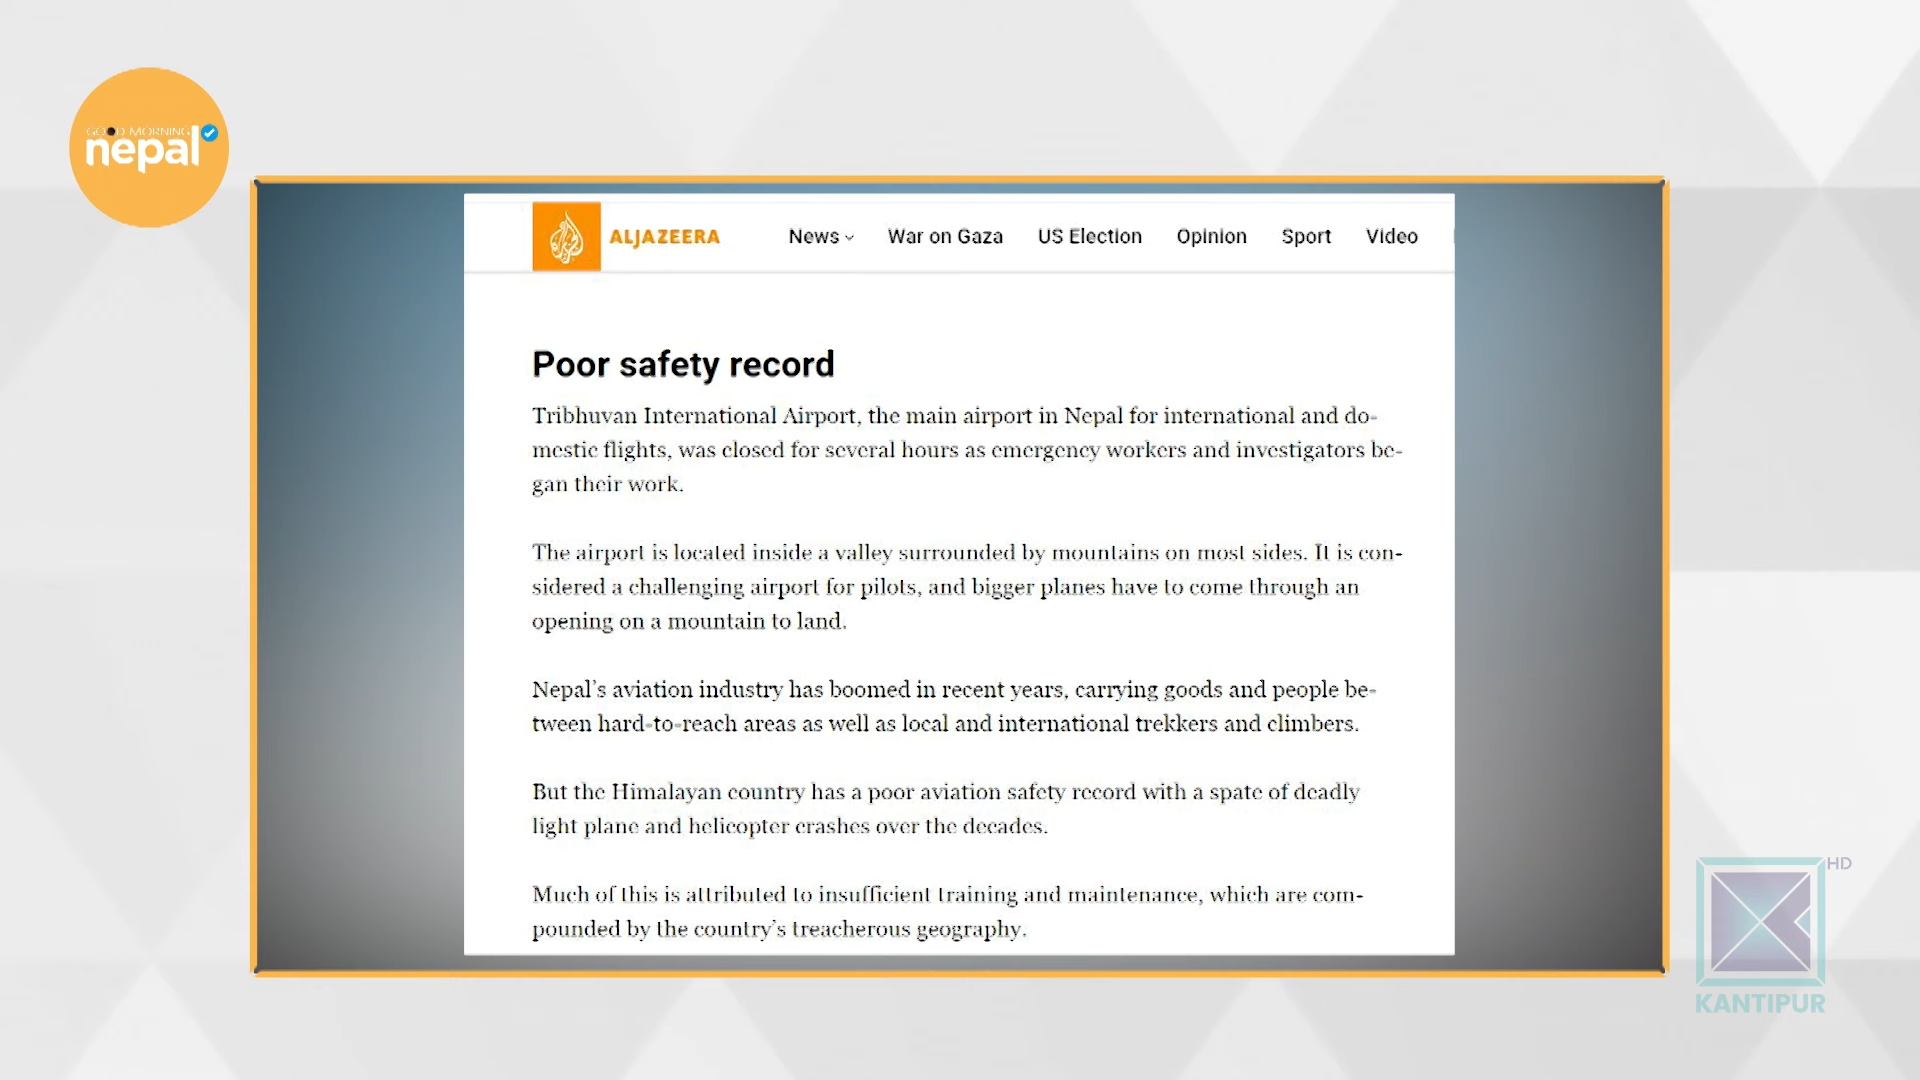 GOOD MORNING
nepal
ALJAZEERA News War on Gaza US Election Opinion Sport Video
Poor safety record
Tribhuvan International Airport, the main airport in Nepal for international and do-
mestic flights, was closed for several hours as emergency workers and investigators be-
gan their work.
The airport is located inside a valley surrounded by mountains on most sides. It is con-
sidered a challenging airport for pilots, and bigger planes have to come through an
opening on a mountain to land.
Nepal's aviation industry has boomed in recent years, carrying goods and people be-
tween hard-to-reach areas as well as local and international trekkers and climbers.
But the Himalayan country has a poor aviation safety record with a spate of deadly
light plane and helicopter crashes over the decades.
Much of this is attributed to insufficient training and maintenance, which are com-
pounded by the country's treacherous geography.
HD
KANTIPUR